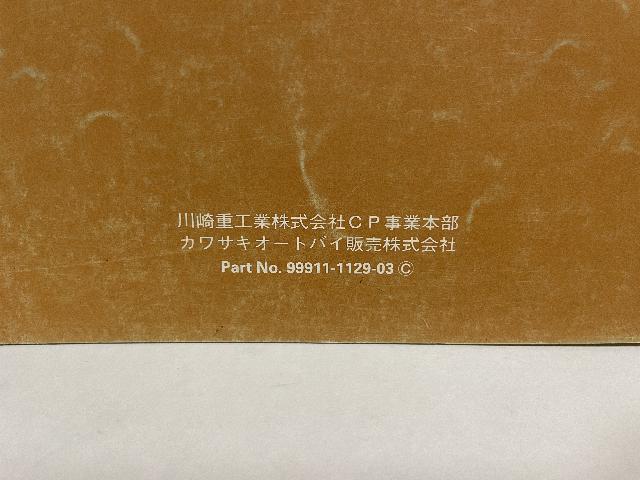 川崎重工業株式会社CP事業本部
カワサキオートバイ販売株式会社
Part No. 99911-1129-03 ©